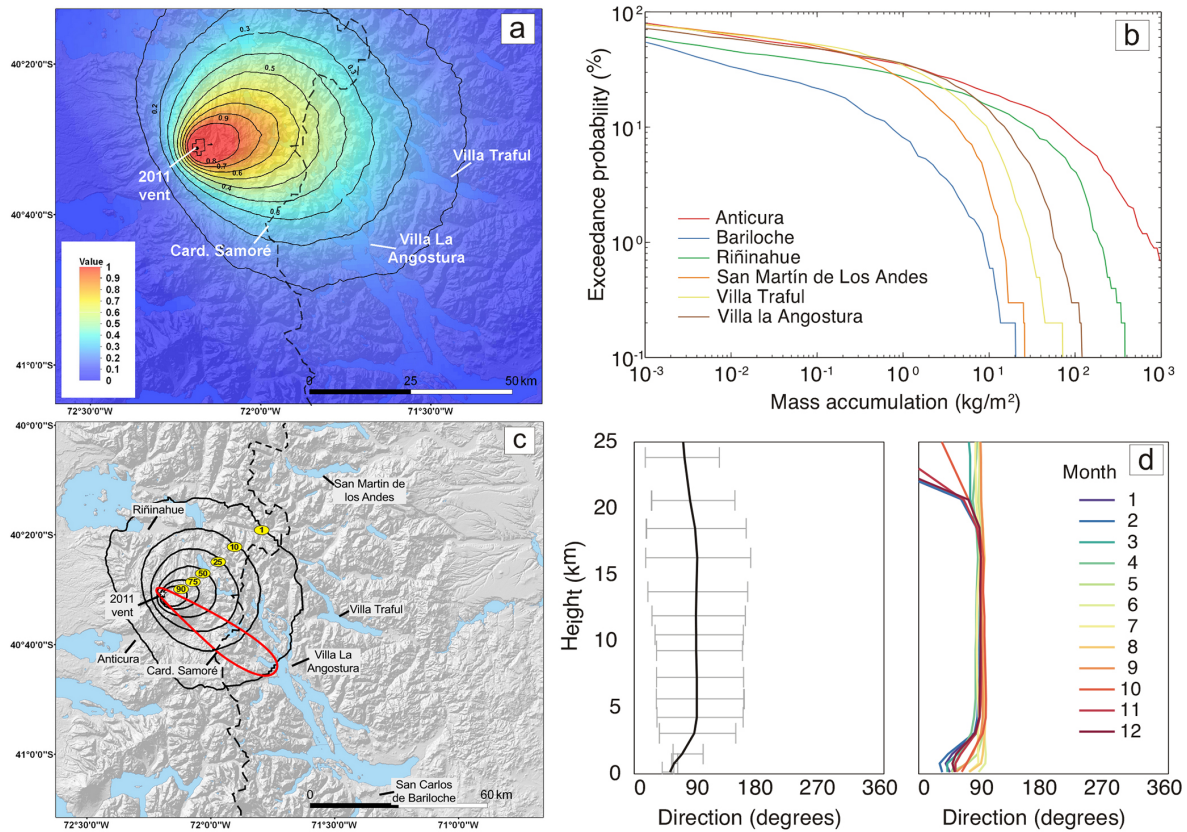 a
40°20'0"S
40°40'0"S
41°0'0"S
72°30'0"W
72°0'0"W
71°30'0"W
0.3
0.3
0.2
0.5
0.9
0.8
0.7
0.6
0.4
2011
vent
Villa Traful
Card. Samoré
Villa La
Angostura
Value
1
0.9
0.8
0.7
0.6
0.5
0.4
0.3
0.2
0.1
0
0 25 50 km
b
Exceedance probability (%)
10²
10¹
10⁰
10⁻¹
Anticura
Bariloche
Riñinahue
San Martín de Los Andes
Villa Traful
Villa la Angostura
10⁻³ 10⁻² 10⁻¹ 10⁰ 10¹ 10² 10³
Mass accumulation (kg/m²)
c
40°0'0"S
40°20'0"S
40°40'0"S
41°0'0"S
72°30'0"W
72°0'0"W
71°30'0"W
71°0'0"W
San Martin de
los Andes
Riñinahue
1
10
25
50
75
90
2011
vent
Villa Traful
Anticura
Card. Samoré
Villa La
Angostura
San Carlos
de Bariloche
0 60 km
d
Height (km)
25
20
15
10
5
0
0 90 180 270 360
Direction (degrees)
Month
1
2
3
4
5
6
7
8
9
10
11
12
0 90 180 270 360
Direction (degrees)